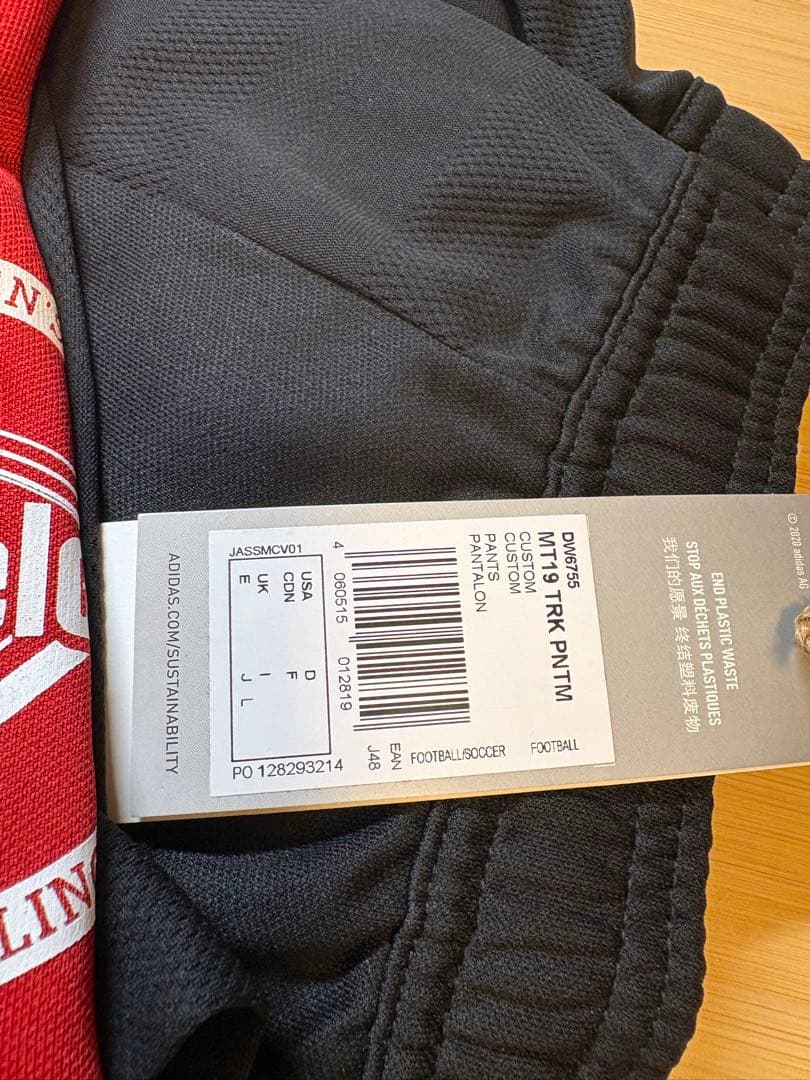 © 2020 adidas AG
END PLASTIC WASTE
STOP AUX DÉCHETS PLASTIQUES
我们的愿景 终结塑料废物
DW6755
MT19 TRK PNTM
CUSTOM
CUSTOM
PANTS
PANTALON
FOOTBALL
FOOTBALL/SOCCER
EAN
J48
4 060515 012819
JASSMCV01
USA D
CDN F
UK I
E J L
PO 128293214
ADIDAS.COM/SUSTAINABILITY